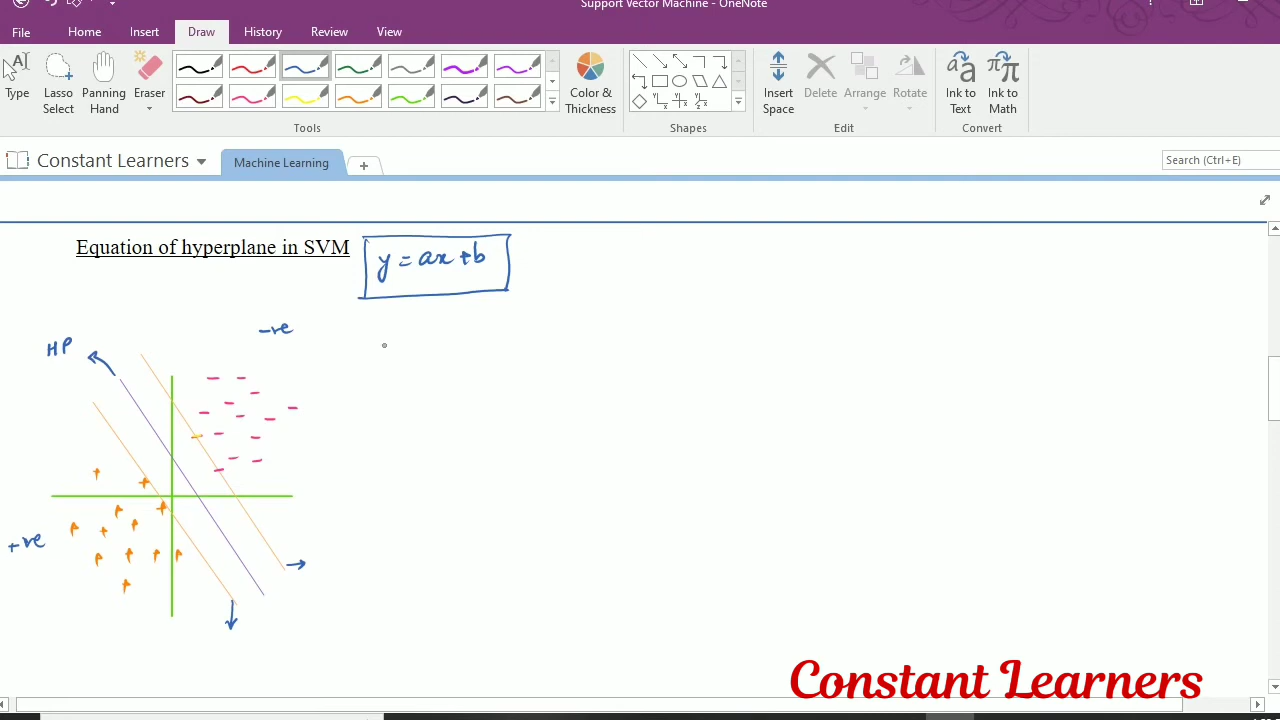 Support Vector Machine - OneNote
File Home Insert Draw History Review View
Type Lasso Select Panning Hand Eraser Color & Thickness Insert Space Delete Arrange Rotate Ink to Text Ink to Math
Tools Shapes Edit Convert
Constant Learners Machine Learning Search (Ctrl+E)
Equation of hyperplane in SVM y = ax + b
-ve
HP
+ve
Constant Learners